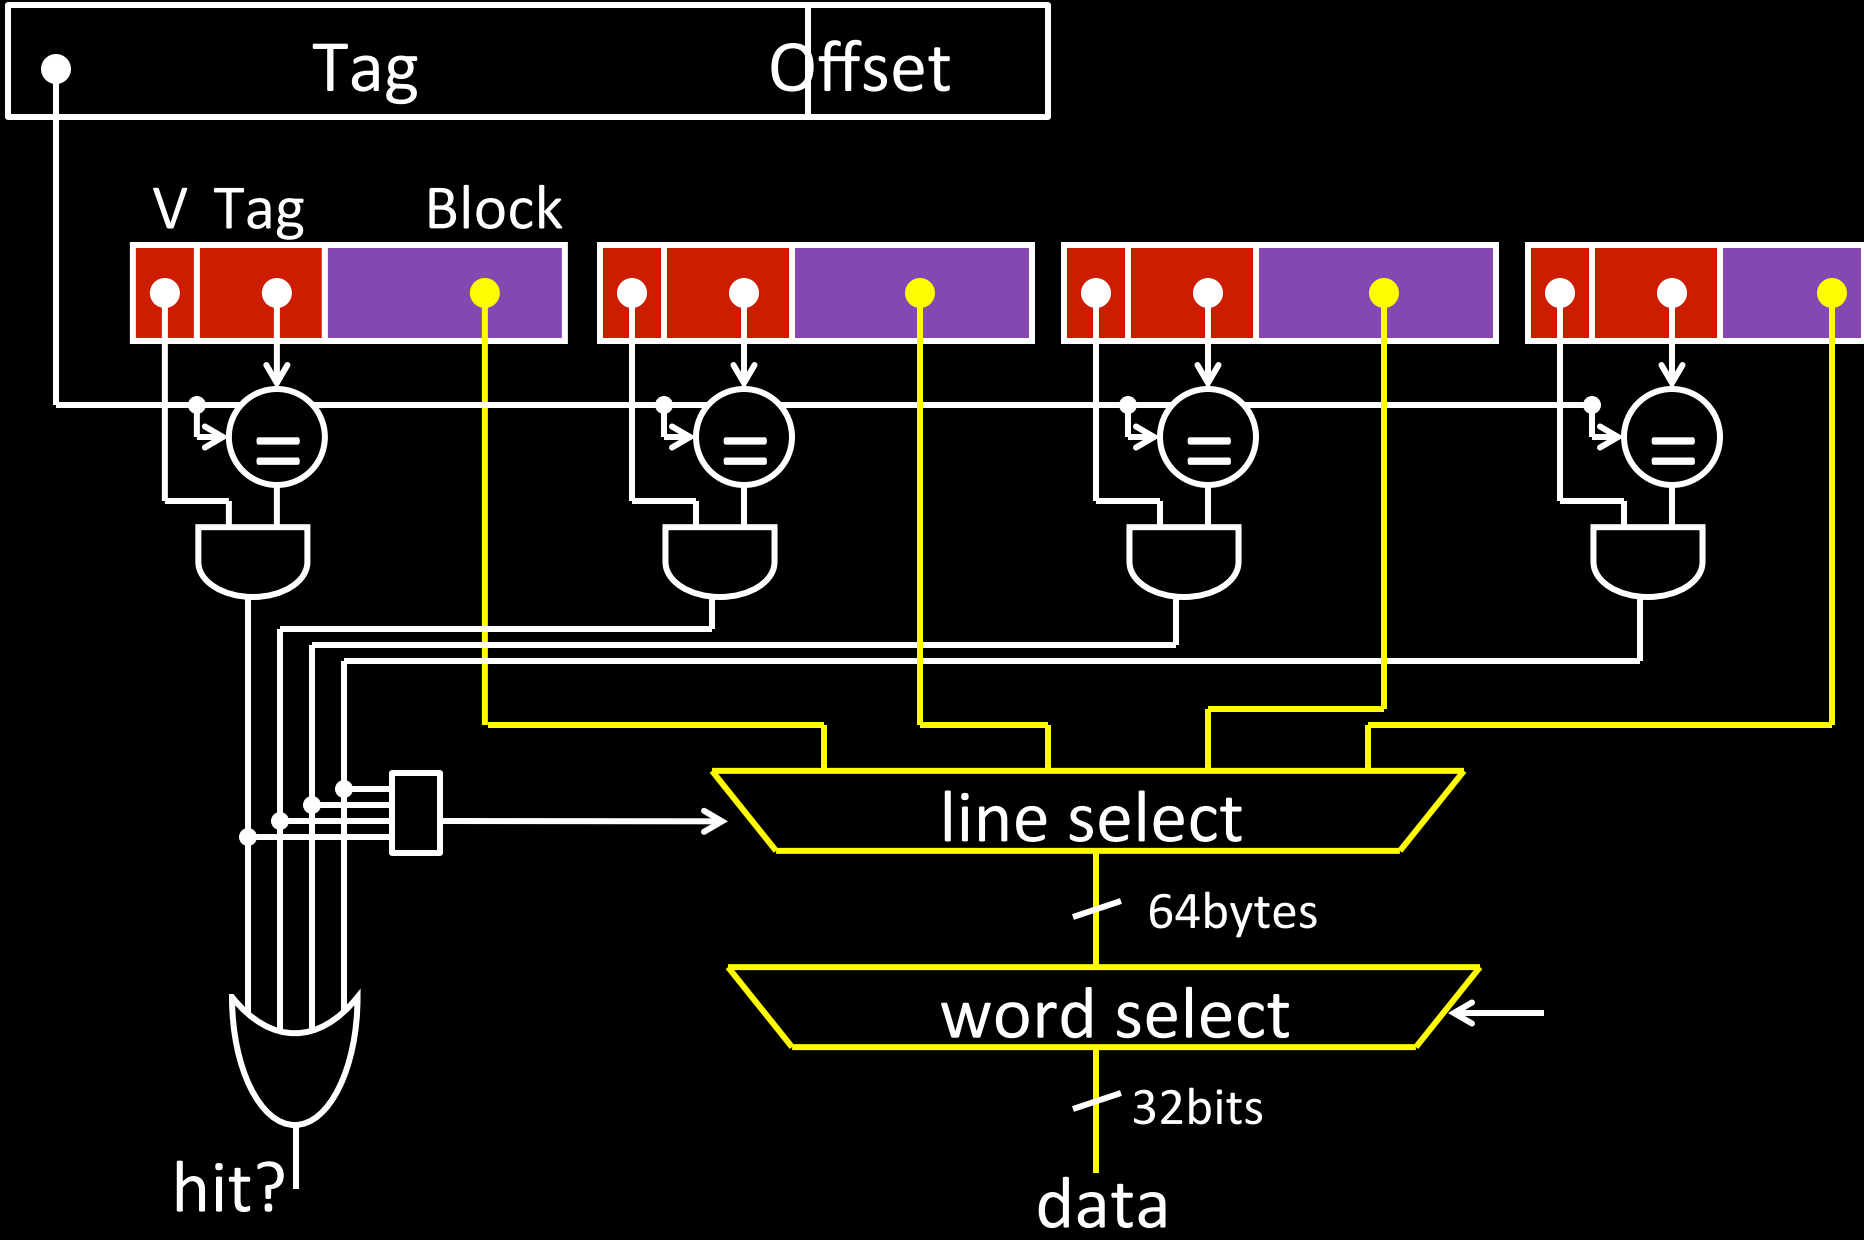 Tag Offset
V Tag Block
=
=
=
=
line select
64bytes
word select
32bits
hit?
data